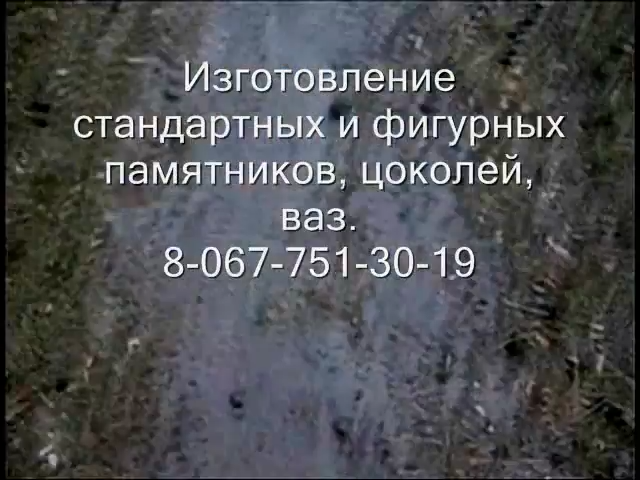 Изготовление
стандартных и фигурных
памятников, цоколей,
ваз.
8-067-751-30-19